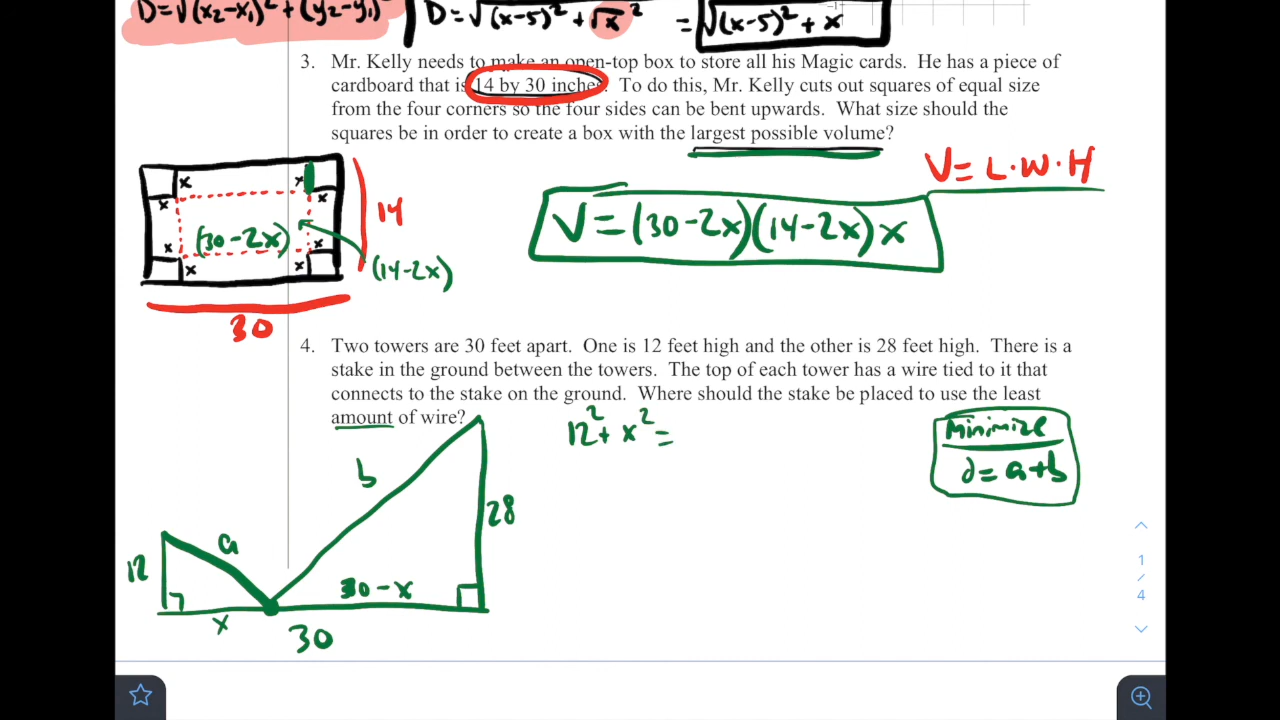 D=√(x₂-x₁)²+(y₂-y₁)²
D=√(x-5)²+√x² = √(x-5)²+x
-1
3. Mr. Kelly needs to make an open-top box to store all his Magic cards. He has a piece of
cardboard that is 14 by 30 inches. To do this, Mr. Kelly cuts out squares of equal size
from the four corners so the four sides can be bent upwards. What size should the
squares be in order to create a box with the largest possible volume?
V=L·W·H
x x
x x
14
V=(30-2x)(14-2x)x
(30-2x)
x x
x x
(14-2x)
30
4. Two towers are 30 feet apart. One is 12 feet high and the other is 28 feet high. There is a
stake in the ground between the towers. The top of each tower has a wire tied to it that
connects to the stake on the ground. Where should the stake be placed to use the least
amount of wire?
12²+x²=
minimize
d=a+b
b
28
a
12
30-x
x
30
1
/
4